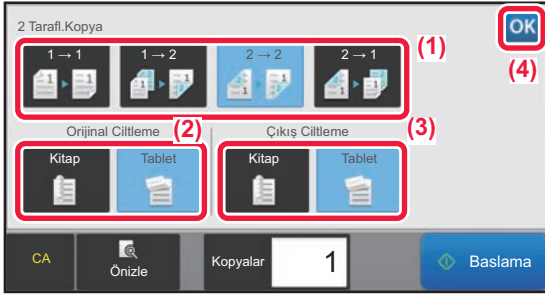 2 Tarafl.Kopya
OK
1 → 1
1 → 2
2 → 2
2 → 1
(1)
(4)
Orijinal Ciltleme
(2)
Çıkış Ciltleme
(3)
Kitap
Tablet
Kitap
Tablet
CA
Önizle
Kopyalar
1
Baslama